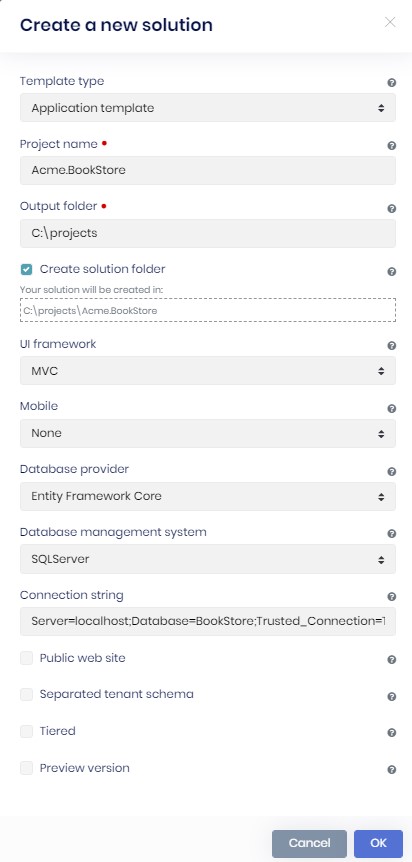 Create a new solution
Template type
Application template
Project name
Acme.BookStore
Output folder
C:\projects
Create solution folder
Your solution will be created in:
C:\projects\Acme.BookStore
UI framework
MVC
Mobile
None
Database provider
Entity Framework Core
Database management system
SQLServer
Connection string
Server=localhost;Database=BookStore;Trusted_Connection=
Public web site
Separated tenant schema
Tiered
Preview version
Cancel OK